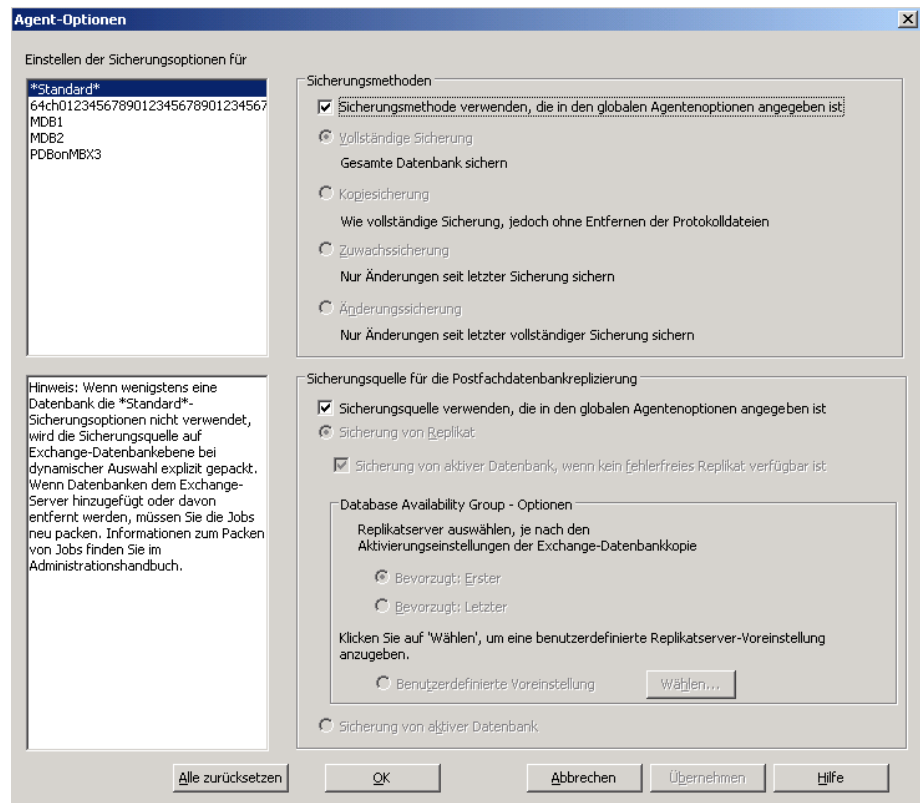 Agent-Optionen
Einstellen der Sicherungsoptionen für
*Standard*
64ch0123456789012345678901234567
MDB1
MDB2
PDBonMBX3
Sicherungsmethoden
Sicherungsmethode verwenden, die in den globalen Agentenoptionen angegeben ist
Vollständige Sicherung
Gesamte Datenbank sichern
Kopiesicherung
Wie vollständige Sicherung, jedoch ohne Entfernen der Protokolldateien
Zuwachssicherung
Nur Änderungen seit letzter Sicherung sichern
Änderungssicherung
Nur Änderungen seit letzter vollständiger Sicherung sichern
Hinweis: Wenn wenigstens eine
Datenbank die *Standard*-
Sicherungsoptionen nicht verwendet,
wird die Sicherungsquelle auf
Exchange-Datenbankebene bei
dynamischer Auswahl explizit gepackt.
Wenn Datenbanken dem Exchange-
Server hinzugefügt oder davon
entfernt werden, müssen Sie die Jobs
neu packen. Informationen zum Packen
von Jobs finden Sie im
Administrationshandbuch.
Sicherungsquelle für die Postfachdatenbankreplizierung
Sicherungsquelle verwenden, die in den globalen Agentenoptionen angegeben ist
Sicherung von Replikat
Sicherung von aktiver Datenbank, wenn kein fehlerfreies Replikat verfügbar ist
Database Availability Group - Optionen
Replikatserver auswählen, je nach den
Aktivierungseinstellungen der Exchange-Datenbankkopie
Bevorzugt: Erster
Bevorzugt: Letzter
Klicken Sie auf 'Wählen', um eine benutzerdefinierte Replikatserver-Voreinstellung
anzugeben.
Benutzerdefinierte Voreinstellung
Wählen...
Sicherung von aktiver Datenbank
Alle zurücksetzen
OK
Abbrechen
Übernehmen
Hilfe